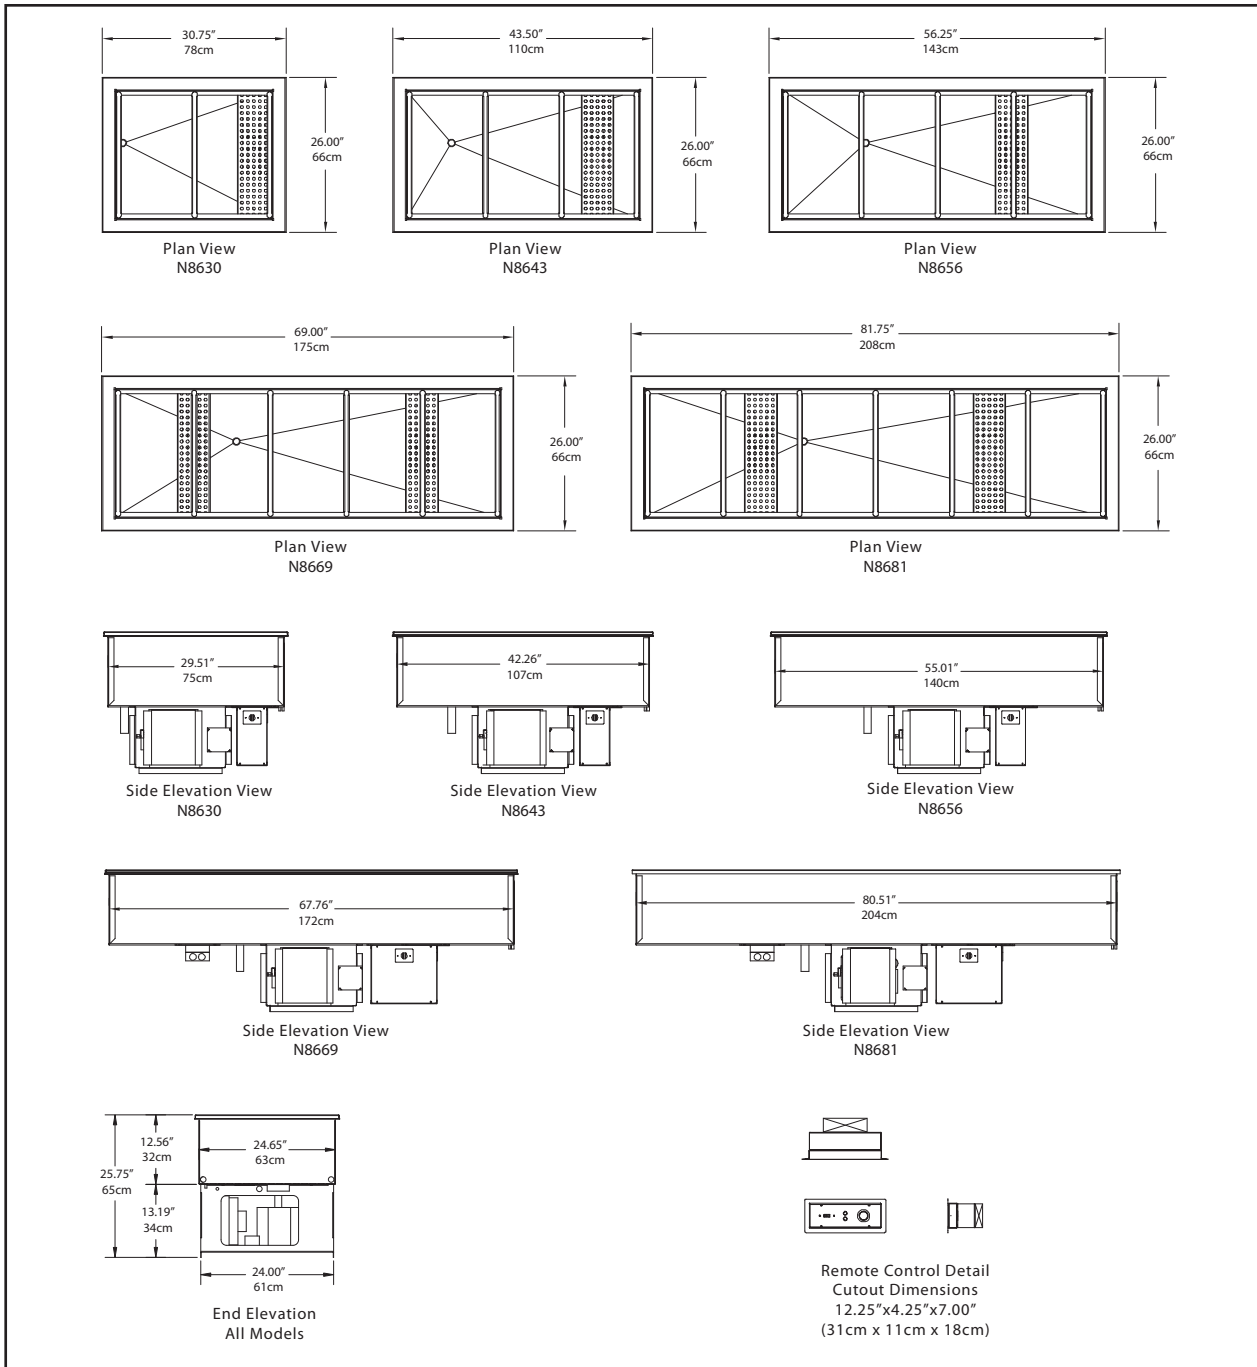 30.75”
78cm
26.00”
66cm
Plan View
N8630
43.50”
110cm
26.00”
66cm
Plan View
N8643
56.25”
143cm
26.00”
66cm
Plan View
N8656
69.00”
175cm
26.00”
66cm
Plan View
N8669
81.75”
208cm
26.00”
66cm
Plan View
N8681
29.51”
75cm
Side Elevation View
N8630
42.26”
107cm
Side Elevation View
N8643
55.01”
140cm
Side Elevation View
N8656
67.76”
172cm
Side Elevation View
N8669
80.51”
204cm
Side Elevation View
N8681
25.75”
65cm
12.56”
32cm
24.65”
63cm
13.19”
34cm
24.00”
61cm
End Elevation
All Models
Remote Control Detail
Cutout Dimensions
12.25”x4.25”x7.00”
(31cm x 11cm x 18cm)